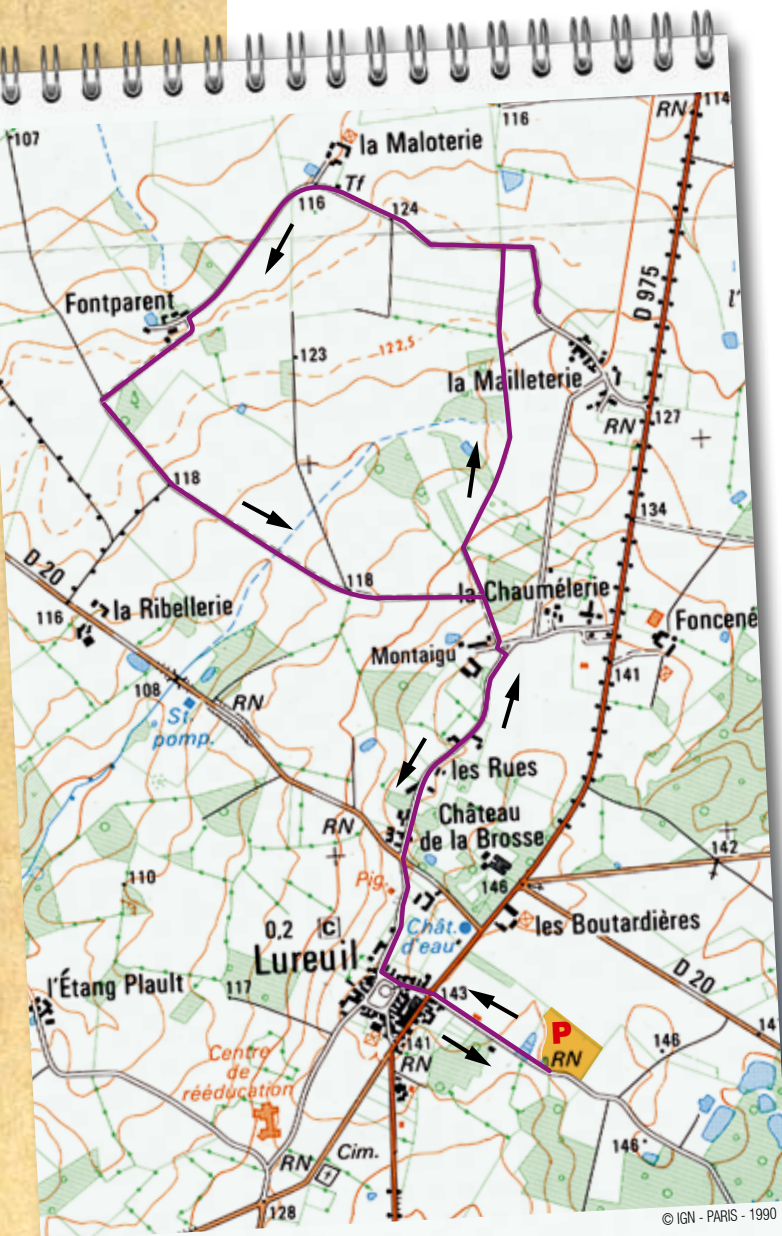 RN 114
107
116
la Maloterie
Tf
116
124
Fontparent
D 975
123
122,5
la Mailleterie
127
RN
118
134
D 20
118
la Chaumélerie
la Ribellerie
116
Foncené
Montaigu
141
108
RN
St.
pomp.
les Rues
Château
de la Brosse
RN
142
Pig.
146
110
0,2 C
Chât.
d'eau
les Boutardières
Lureuil
D 20
l'Étang Plault
117
143
P
RN
146
14
141
RN
Centre
de
rééducation
146
Cim.
RN
128
© IGN - PARIS - 1990